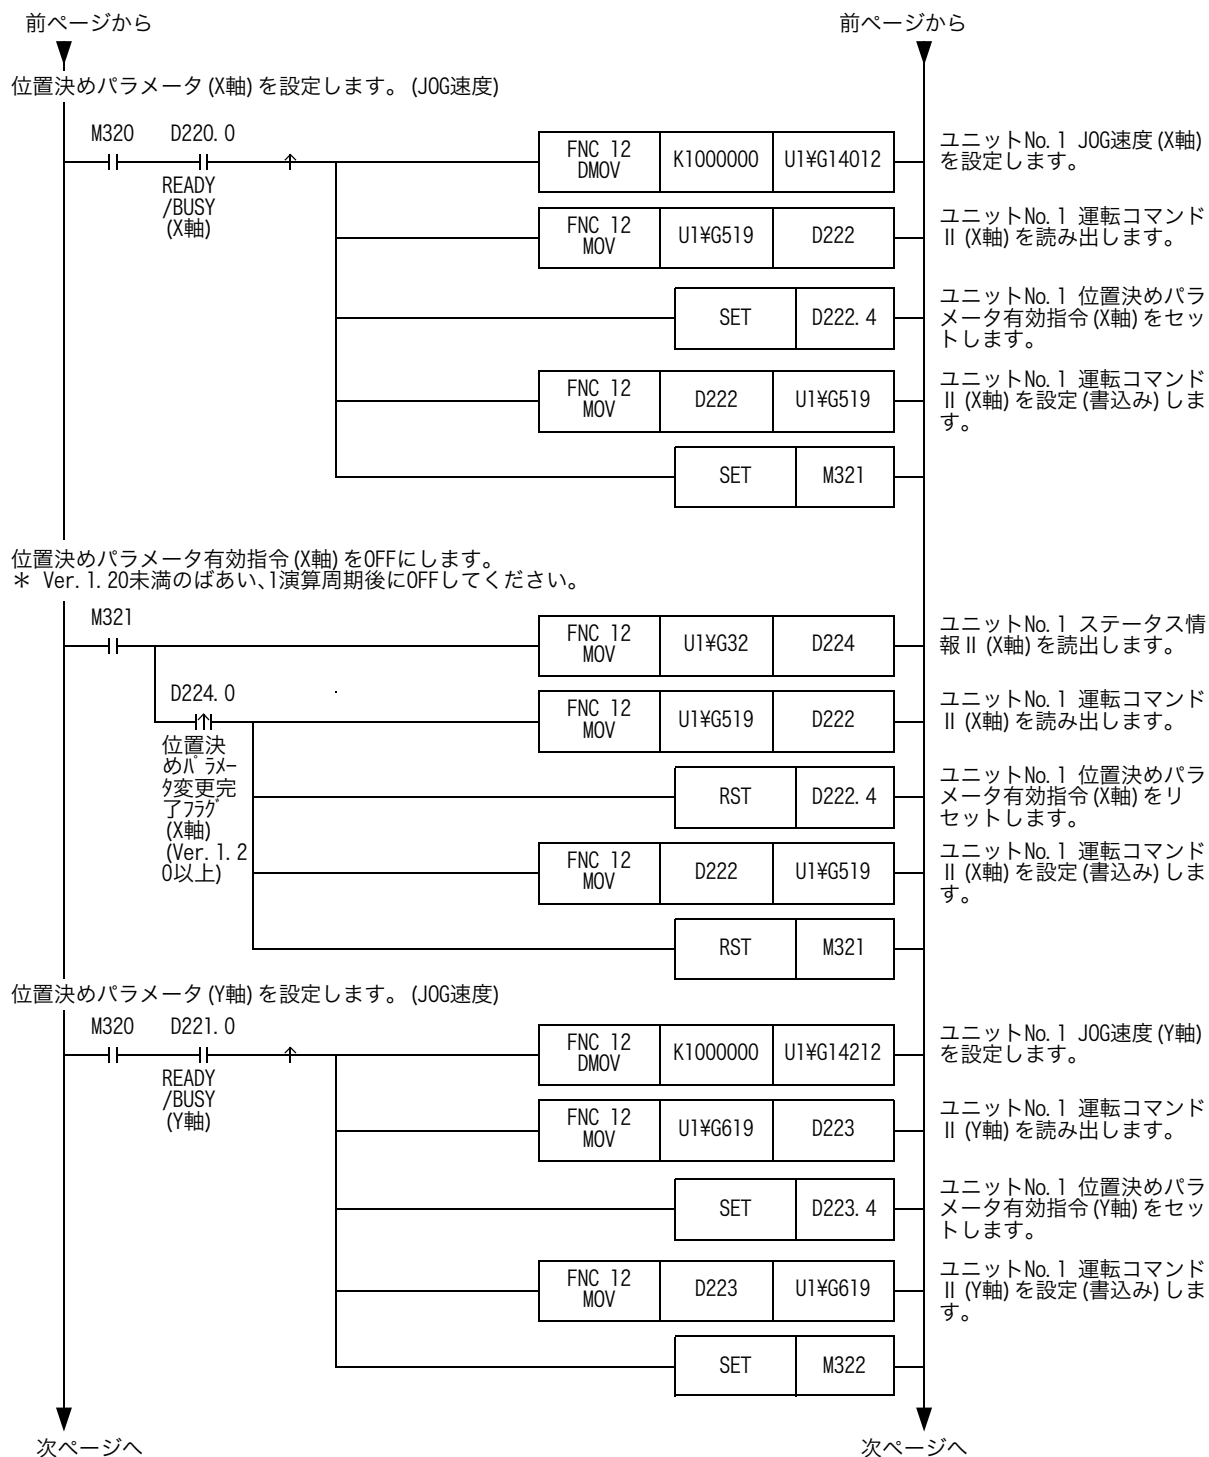 前ページから
前ページから
位置決めパラメータ(X軸)を設定します。(JOG速度)
M320 D220.0
READY
/BUSY
(X軸)
FNC 12
DMOV
K1000000
U1¥G14012
ユニットNo.1 JOG速度(X軸)
を設定します。
FNC 12
MOV
U1¥G519
D222
ユニットNo.1 運転コマンド
Ⅱ(X軸)を読み出します。
SET
D222.4
ユニットNo.1 位置決めパラ
メータ有効指令(X軸)をセッ
トします。
FNC 12
MOV
D222
U1¥G519
ユニットNo.1 運転コマンド
Ⅱ(X軸)を設定(書込み)しま
す。
SET
M321
位置決めパラメータ有効指令(X軸)をOFFにします。
＊ Ver.1.20未満のばあい、1演算周期後にOFFしてください。
M321
FNC 12
MOV
U1¥G32
D224
ユニットNo.1 ステータス情
報Ⅱ(X軸)を読出します。
D224.0
位置決
めﾊﾟﾗﾒｰ
ﾀ変更完
了ﾌﾗｸﾞ
(X軸)
(Ver.1.2
0以上)
FNC 12
MOV
U1¥G519
D222
ユニットNo.1 運転コマンド
Ⅱ(X軸)を読み出します。
RST
D222.4
ユニットNo.1 位置決めパラ
メータ有効指令(X軸)をリ
セットします。
FNC 12
MOV
D222
U1¥G519
ユニットNo.1 運転コマンド
Ⅱ(X軸)を設定(書込み)しま
す。
RST
M321
位置決めパラメータ(Y軸)を設定します。(JOG速度)
M320 D221.0
READY
/BUSY
(Y軸)
FNC 12
DMOV
K1000000
U1¥G14212
ユニットNo.1 JOG速度(Y軸)
を設定します。
FNC 12
MOV
U1¥G619
D223
ユニットNo.1 運転コマンド
Ⅱ(Y軸)を読み出します。
SET
D223.4
ユニットNo.1 位置決めパラ
メータ有効指令(Y軸)をセッ
トします。
FNC 12
MOV
D223
U1¥G619
ユニットNo.1 運転コマンド
Ⅱ(Y軸)を設定(書込み)しま
す。
SET
M322
次ページへ
次ページへ